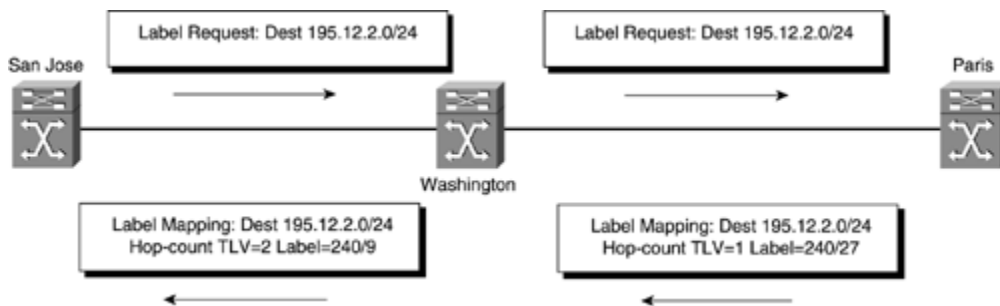 Label Request: Dest 195.12.2.0/24
Label Request: Dest 195.12.2.0/24
San Jose
Paris
Washington
Label Mapping: Dest 195.12.2.0/24
Hop-count TLV=2 Label=240/9
Label Mapping: Dest 195.12.2.0/24
Hop-count TLV=1 Label=240/27